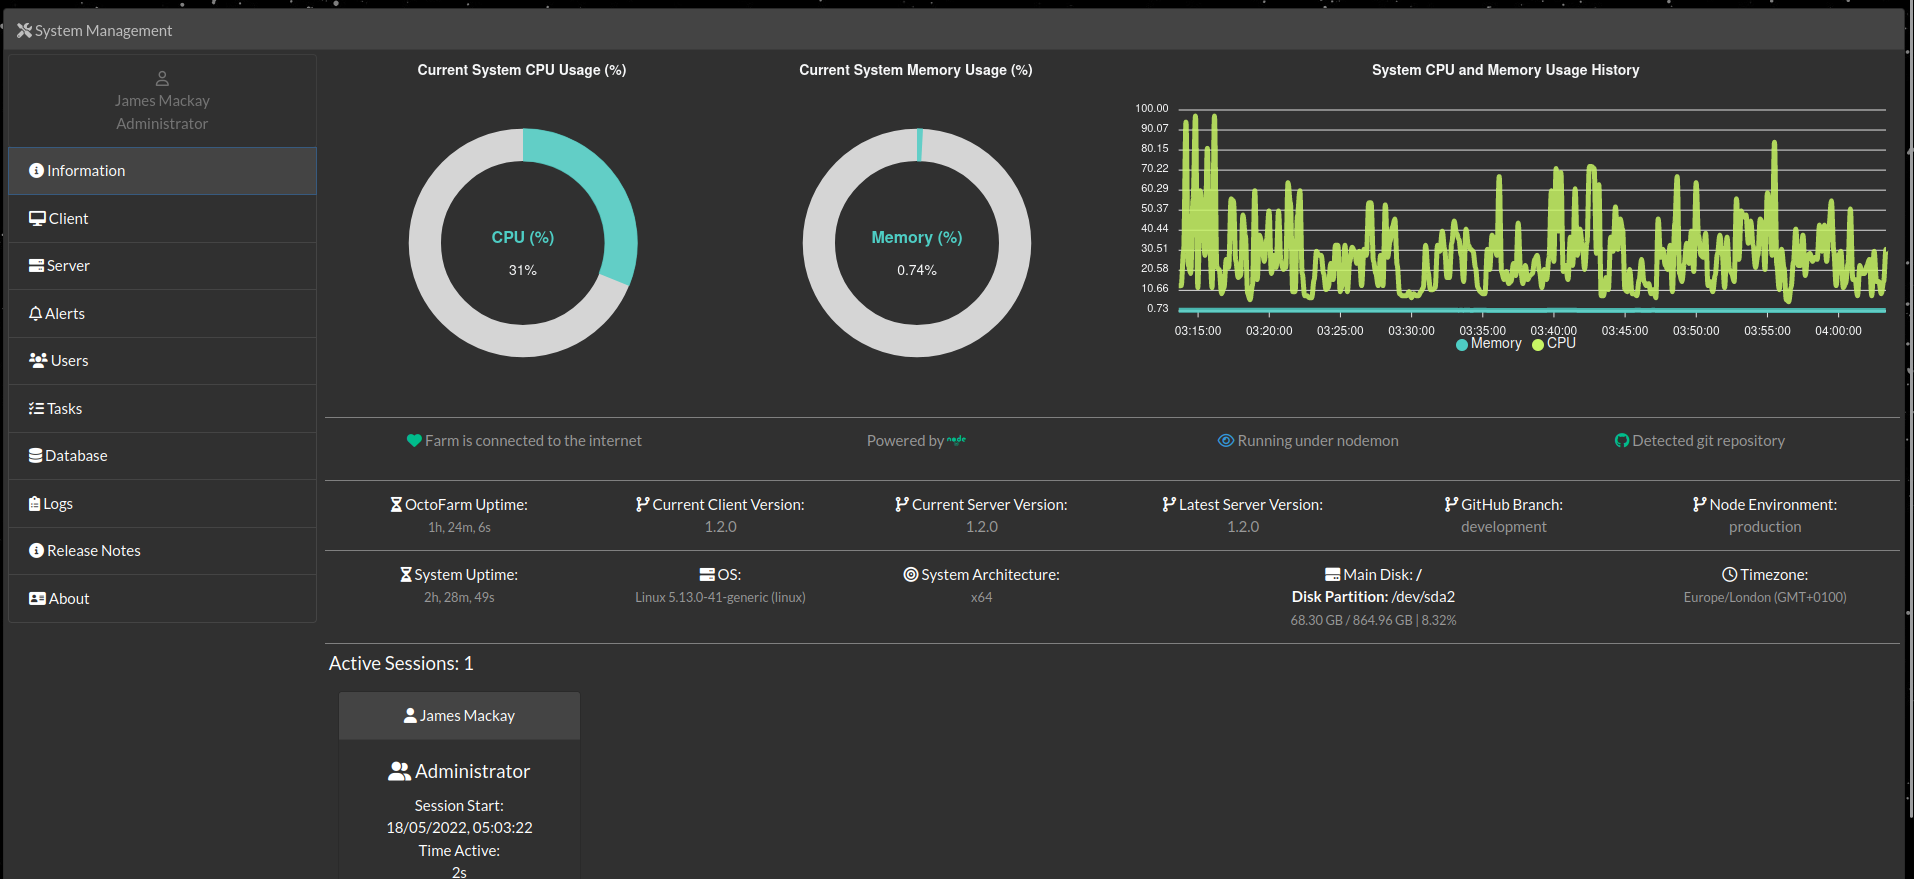 System Management
James Mackay
Administrator
Information
Client
Server
Alerts
Users
Tasks
Database
Logs
Release Notes
About
Current System CPU Usage (%)
CPU (%)
31%
Current System Memory Usage (%)
Memory (%)
0.74%
System CPU and Memory Usage History
100.00
90.07
80.15
70.22
60.29
50.37
40.44
30.51
20.58
10.66
0.73
03:15:00 03:20:00 03:25:00 03:30:00 03:35:00 03:40:00 03:45:00 03:50:00 03:55:00 04:00:00
Memory CPU
Farm is connected to the internet
Powered by node
Running under nodemon
Detected git repository
OctoFarm Uptime:
1h, 24m, 6s
Current Client Version:
1.2.0
Current Server Version:
1.2.0
Latest Server Version:
1.2.0
GitHub Branch:
development
Node Environment:
production
System Uptime:
2h, 28m, 49s
OS:
Linux 5.13.0-41-generic (linux)
System Architecture:
x64
Main Disk: /
Disk Partition: /dev/sda2
68.30 GB / 864.96 GB | 8.32%
Timezone:
Europe/London (GMT+0100)
Active Sessions: 1
James Mackay
Administrator
Session Start:
18/05/2022, 05:03:22
Time Active:
2s